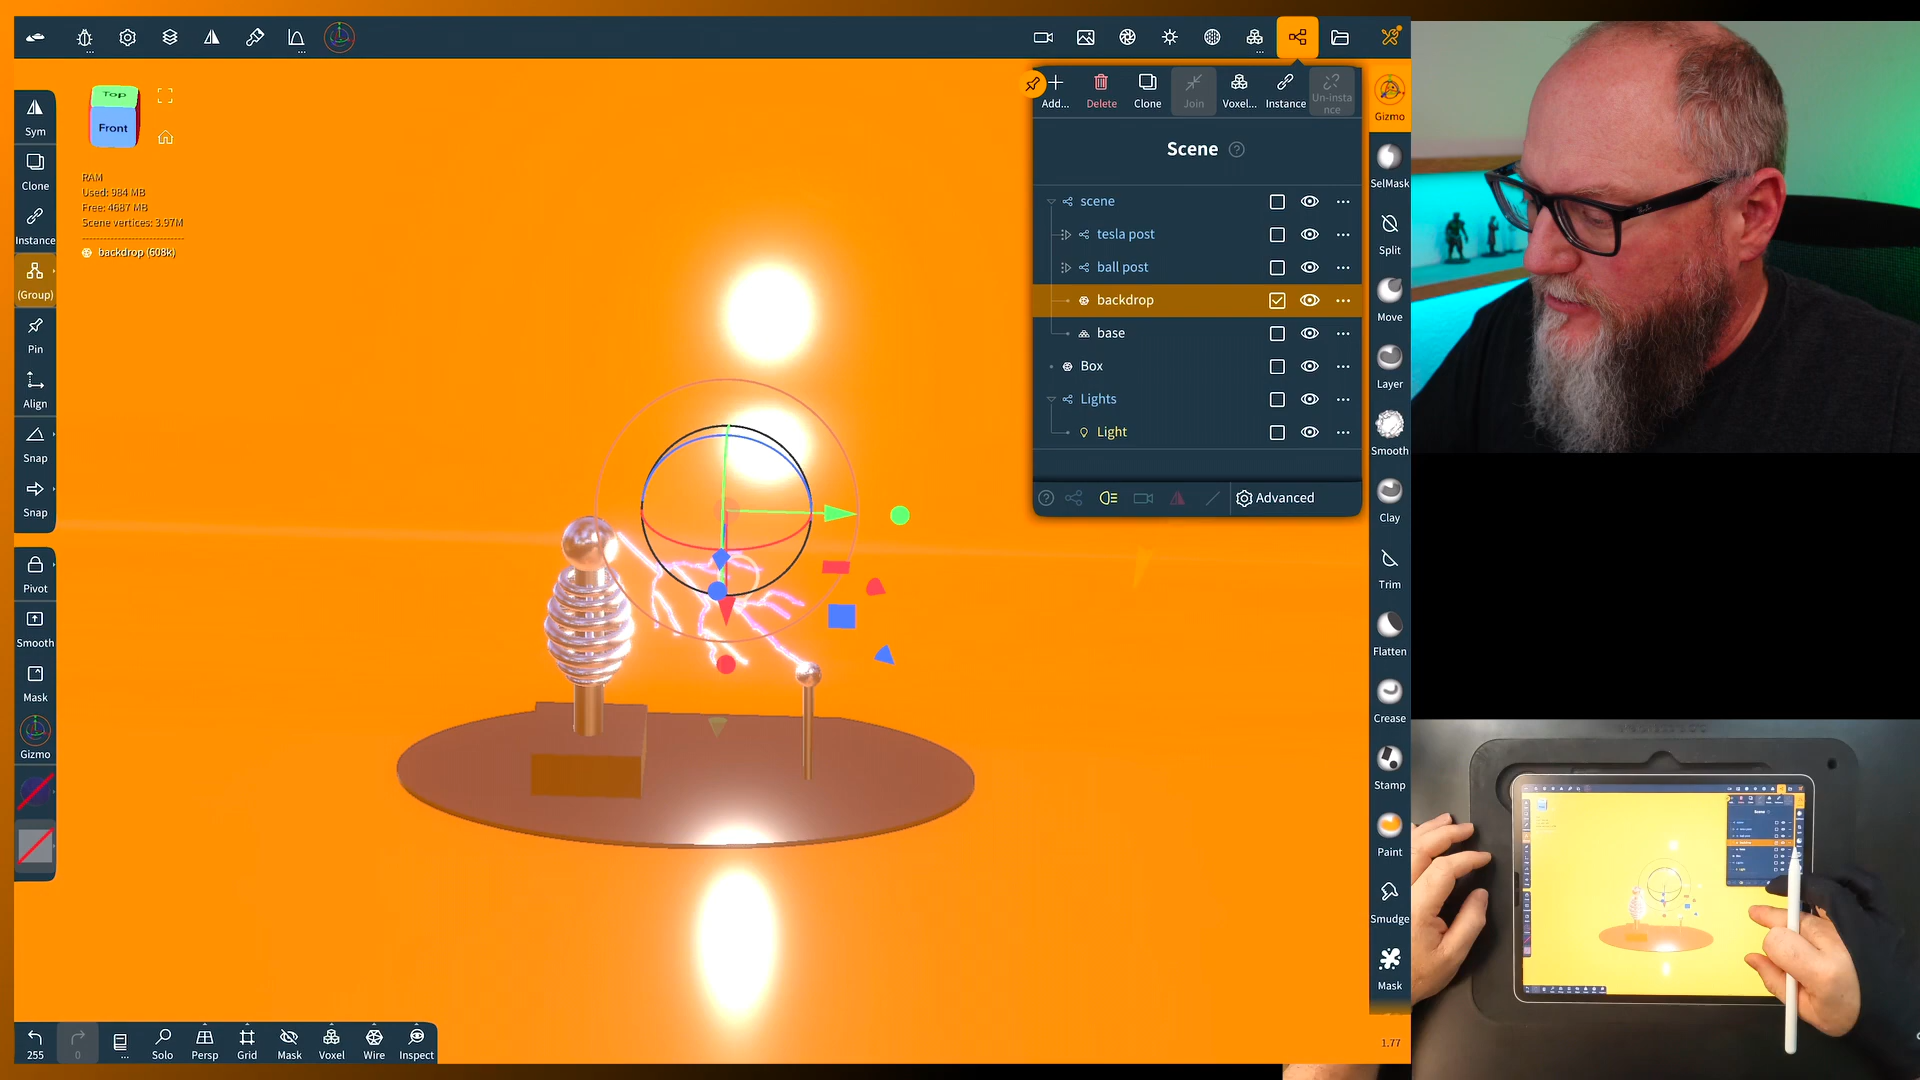 Sym
Clone
Instance
(Group)
Pin
Align
Snap
Snap
Pivot
Smooth
Mask
Gizmo
Top
Front
RAM
Used: 984 MB
Free: 4687 MB
Scene vertices: 3.97M
backdrop (608k)
Add...
Delete
Clone
Join
Voxel...
Instance
Un-insta
nce
Scene
scene
tesla post
ball post
backdrop
base
Box
Lights
Light
Advanced
Gizmo
SelMask
Split
Move
Layer
Smooth
Clay
Trim
Flatten
Crease
Stamp
Paint
Smudge
Mask
255
0
Solo
Persp
Grid
Mask
Voxel
Wire
Inspect
1.77